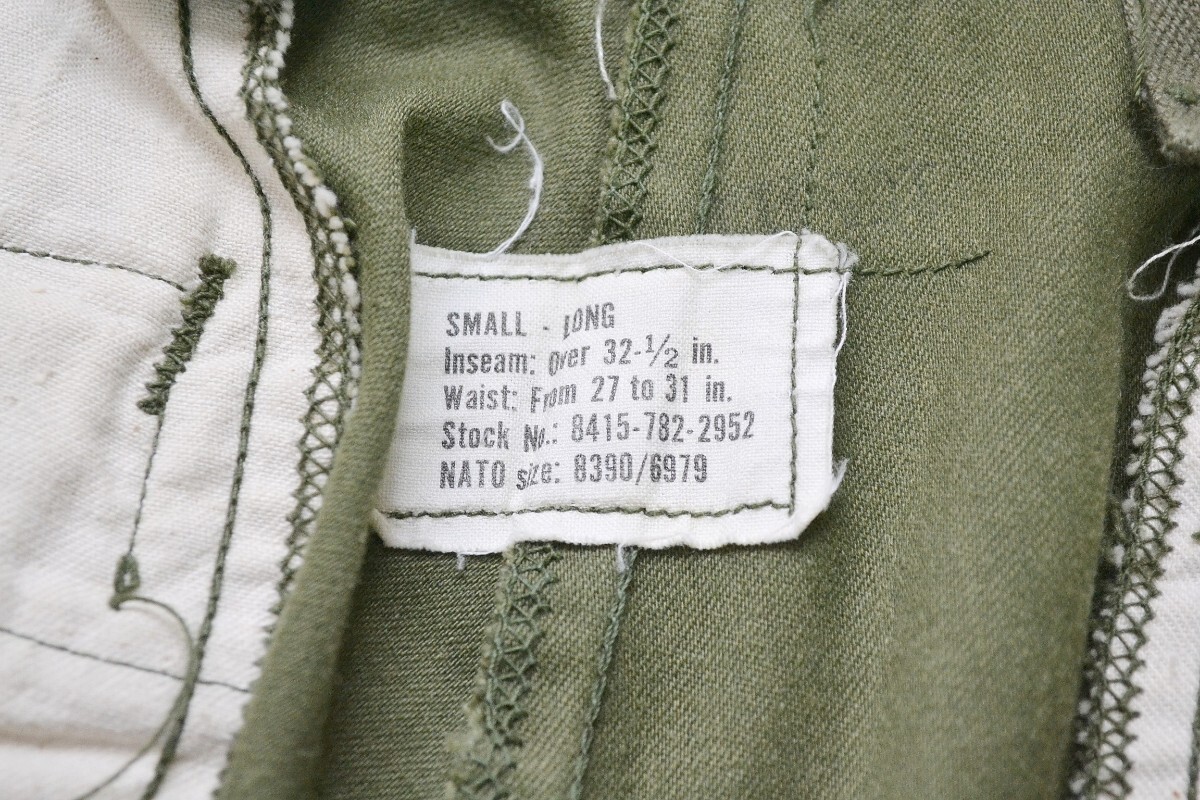 SMALL - LONG
Inseam: Over 32-1/2 in.
Waist: From 27 to 31 in.
Stock No.: 8415-782-2952
NATO size: 8390/6979